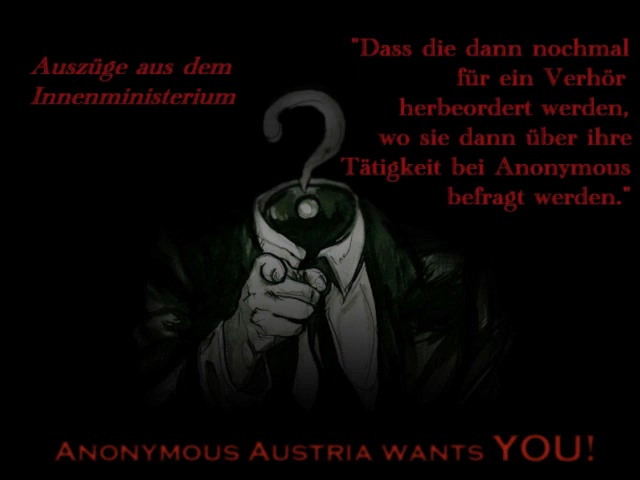 Auszüge aus dem
Innenministerium
"Dass die dann nochmal
für ein Verhör
herbeordert werden,
wo sie dann über ihre
Tätigkeit bei Anonymous
befragt werden."
ANONYMOUS AUSTRIA WANTS YOU!